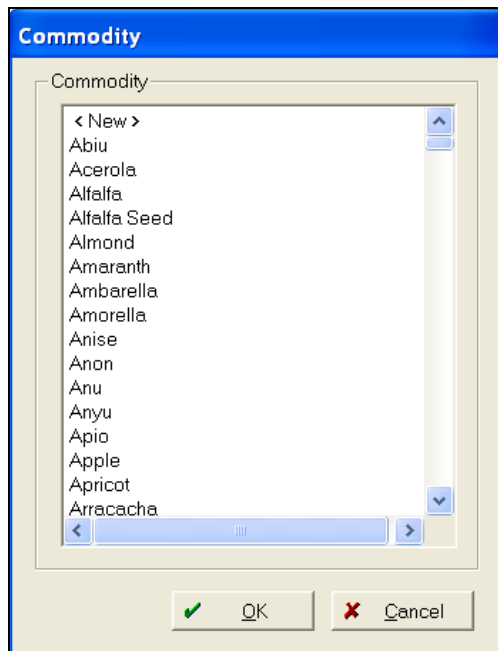 Commodity
Commodity
< New >
Abiu
Acerola
Alfalfa
Alfalfa Seed
Almond
Amaranth
Ambarella
Amorella
Anise
Anon
Anu
Anyu
Apio
Apple
Apricot
Arracacha
OK
Cancel